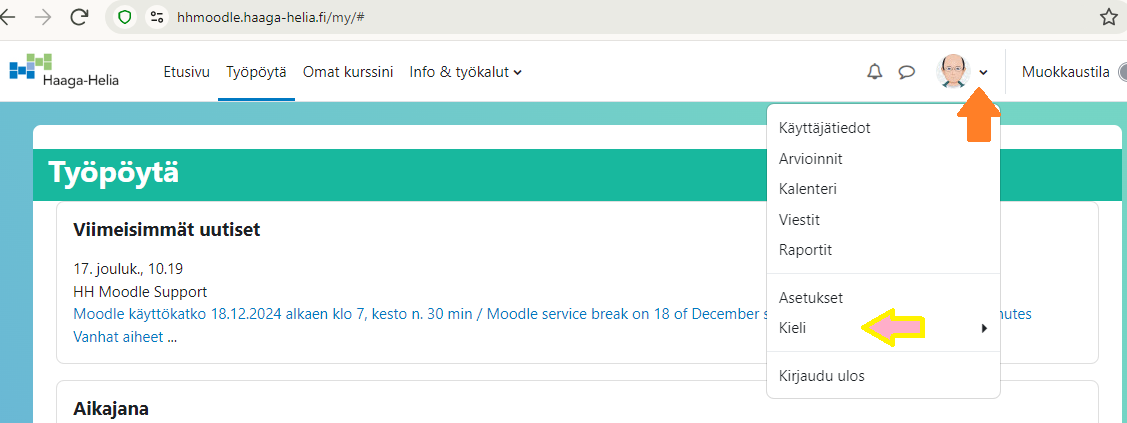 hhmoodle.haaga-helia.fi/my/#
Haaga-Helia Etusivu Työpöytä Omat kurssini Info & työkalut Muokkaustila
Käyttäjätiedot
Arvioinnit
Kalenteri
Viestit
Raportit
Asetukset
Kieli
Kirjaudu ulos
Työpöytä
Viimeisimmät uutiset
17. jouluk., 10.19
HH Moodle Support
Moodle käyttökatko 18.12.2024 alkaen klo 7, kesto n. 30 min / Moodle service break on 18 of December
Vanhat aiheet ...
Aikajana